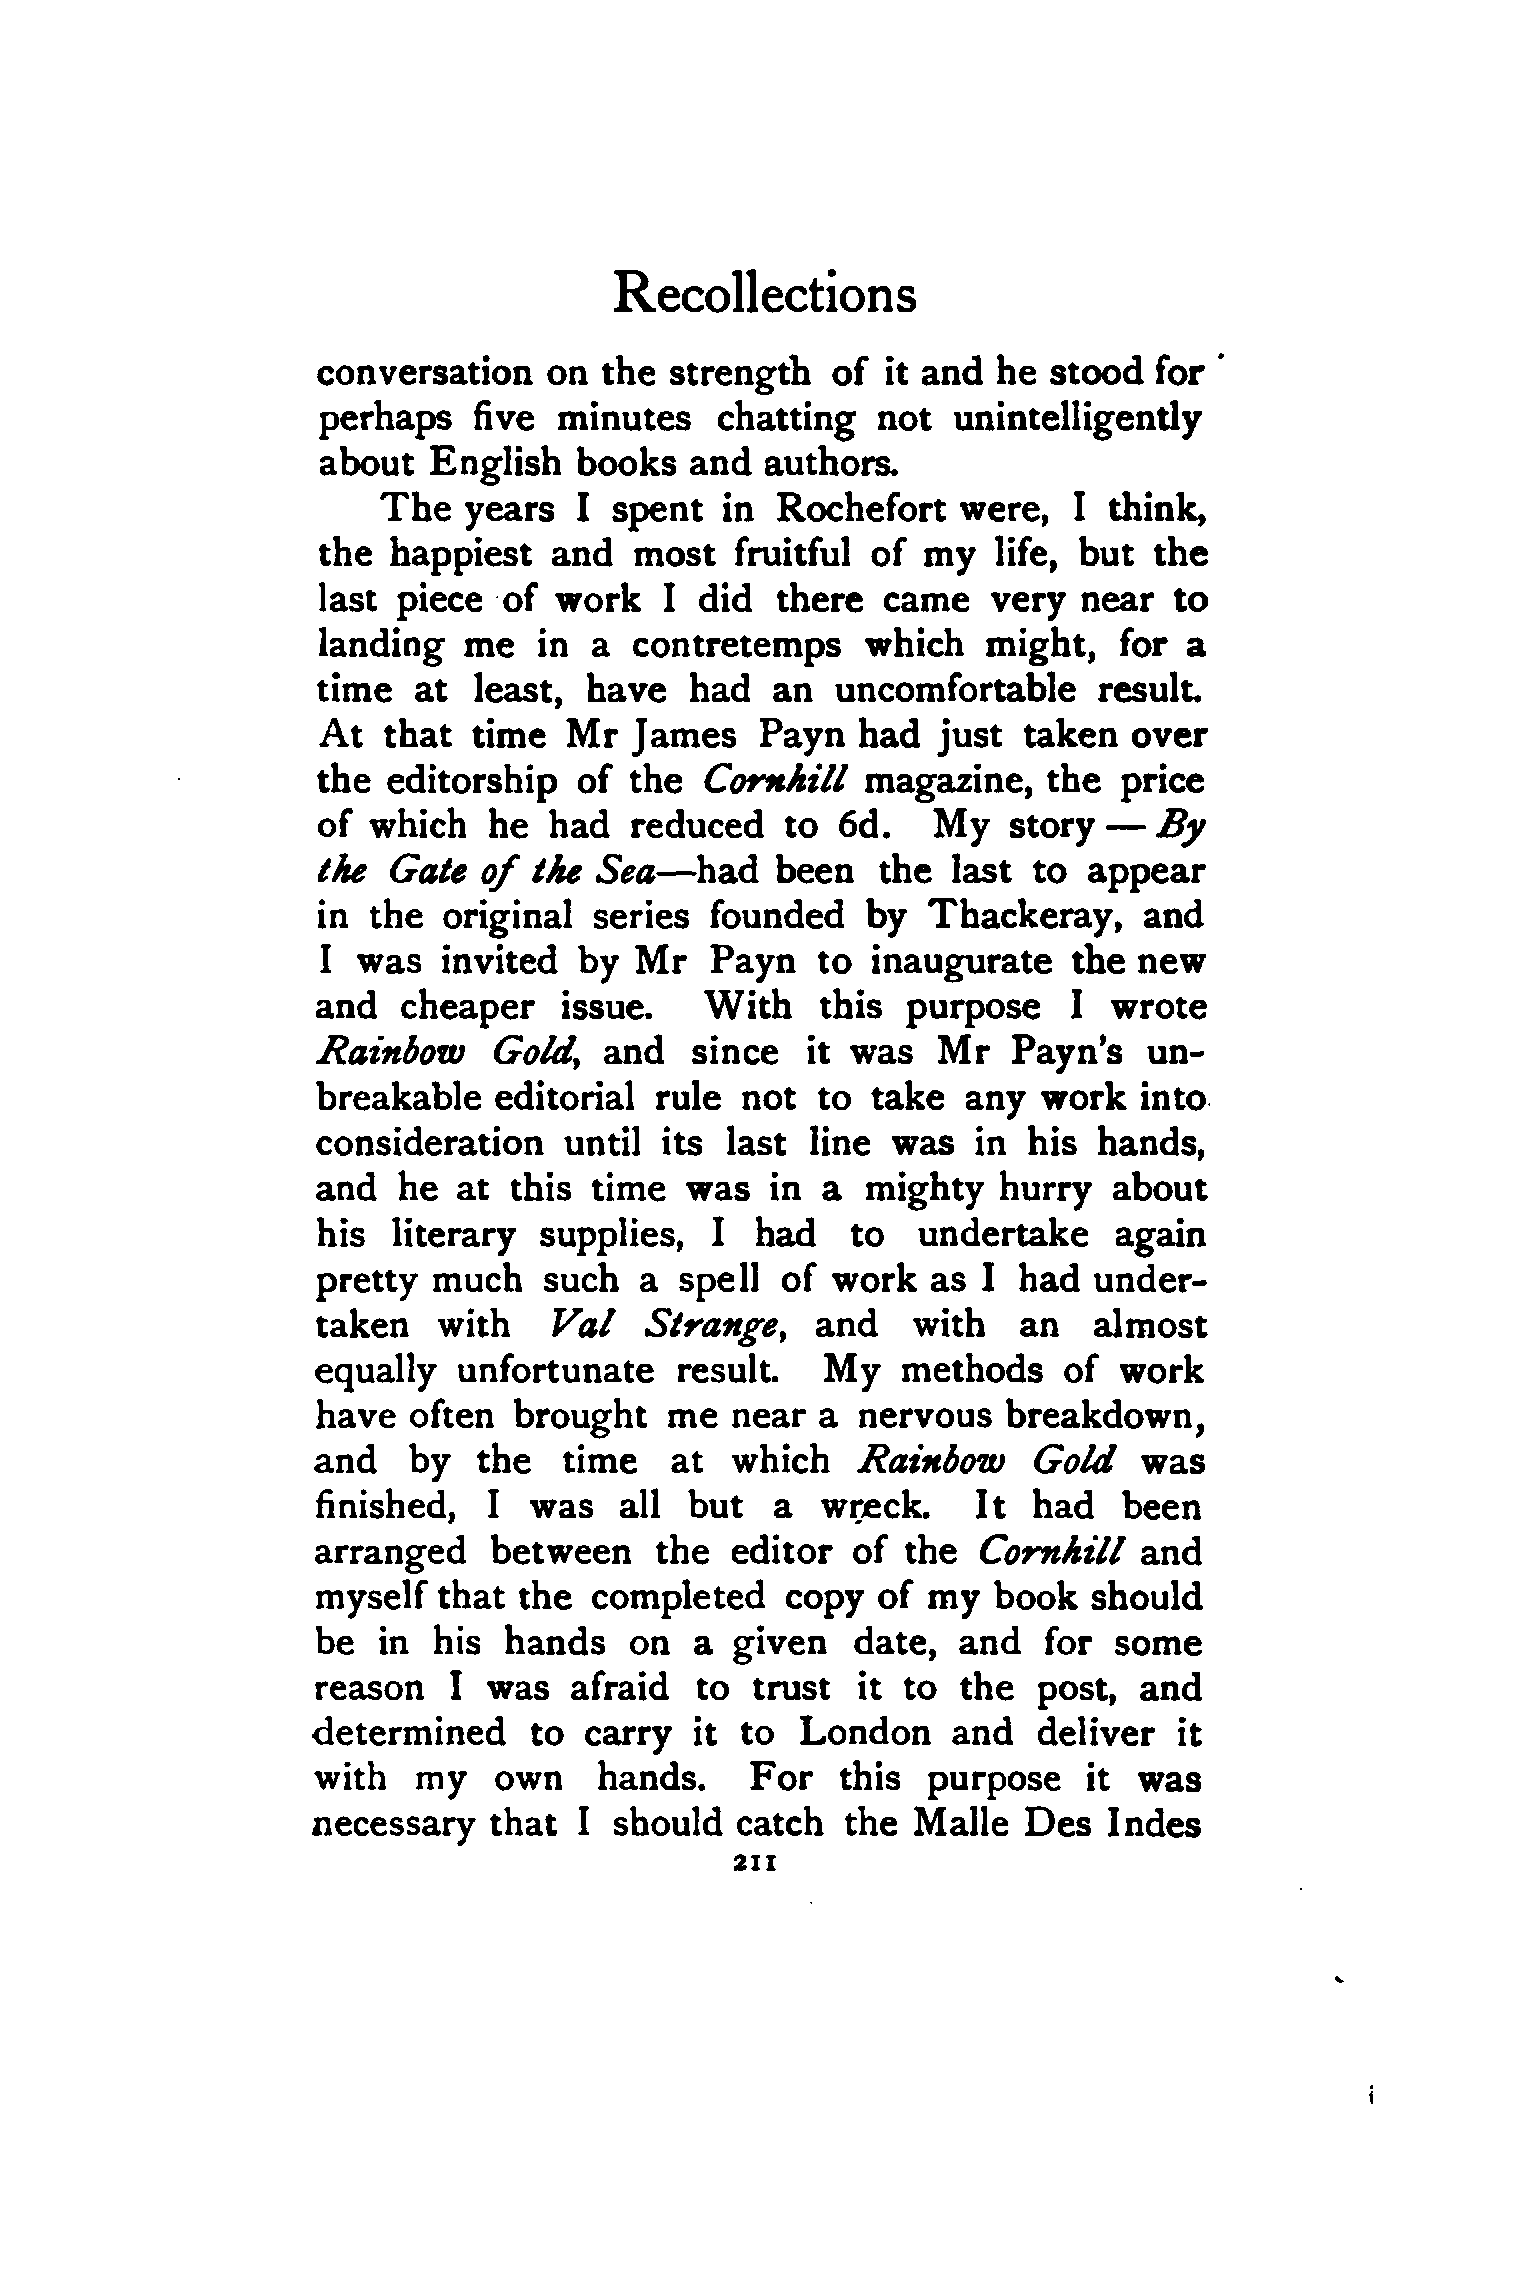 Recollections
conversation on the strength of it and he stood for
perhaps five minutes chatting not unintelligently
about English books and authors.
The years I spent in Rochefort were, I think,
the happiest and most fruitful of my life, but the
last piece of work I did there came very near to
landing me in a contretemps which might, for a
time at least, have had an uncomfortable result.
At that time Mr James Payn had just taken over
the editorship of the Cornhill magazine, the price
of which he had reduced to 6d. My story — By
the Gate of the Sea—had been the last to appear
in the original series founded by Thackeray, and
I was invited by Mr Payn to inaugurate the new
and cheaper issue. With this purpose I wrote
Rainbow Gold, and since it was Mr Payn's un-
breakable editorial rule not to take any work into
consideration until its last line was in his hands,
and he at this time was in a mighty hurry about
his literary supplies, I had to undertake again
pretty much such a spell of work as I had under-
taken with Val Strange, and with an almost
equally unfortunate result. My methods of work
have often brought me near a nervous breakdown,
and by the time at which Rainbow Gold was
finished, I was all but a wreck. It had been
arranged between the editor of the Cornhill and
myself that the completed copy of my book should
be in his hands on a given date, and for some
reason I was afraid to trust it to the post, and
determined to carry it to London and deliver it
with my own hands. For this purpose it was
necessary that I should catch the Malle Des Indes
211